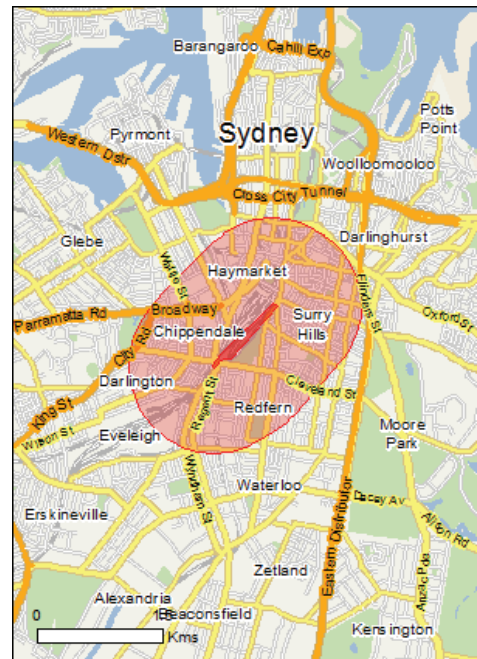 Barangaroo
Cahill Exp
Potts
Point
Pyrmont
Sydney
Western Dstr
Woolloomooloo
Cross City Tunnel
Glebe
Darlinghurst
Wattle St
Haymarket
Flinders St
Parramatta Rd
Broadway
Surry
Hills
Oxford St
Chippendale
City Rd
Darlington
Cleveland St
King St
Regent St
Redfern
Wilson St
Eveleigh
Moore
Park
Wyndham St
Waterloo
Dacey Av
Erskineville
Alison Rd
Eastern Distributor
Zetland
Anzac Pde
Alexandria
Beaconsfield
Kensington
0
1.5
Kms